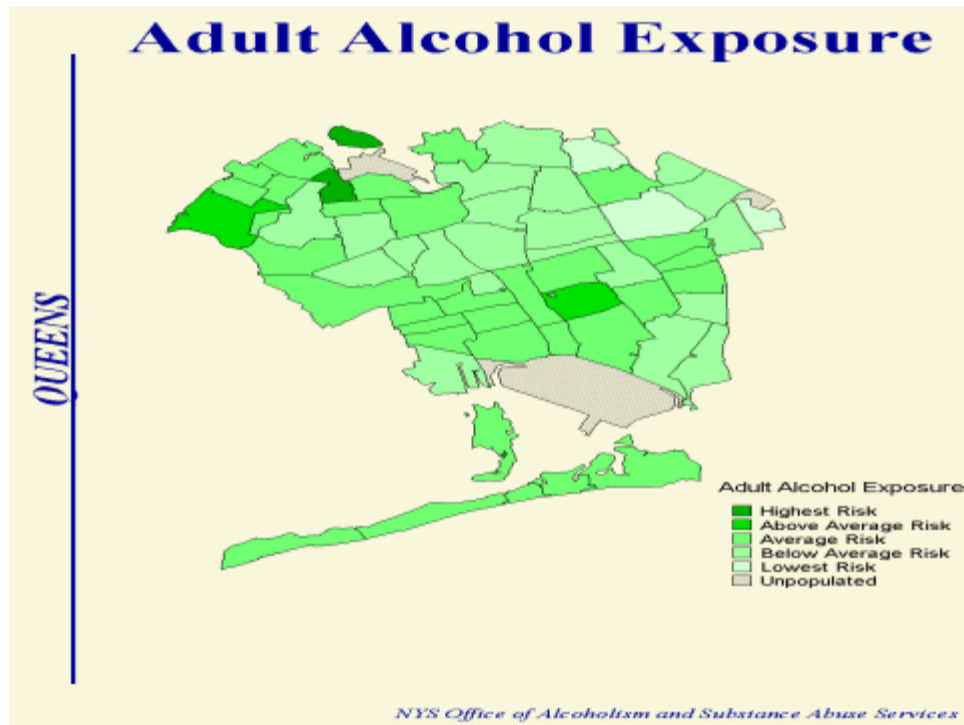 Adult Alcohol Exposure
QUEENS
Adult Alcohol Exposure
Highest Risk
Above Average Risk
Average Risk
Below Average Risk
Lowest Risk
Unpopulated
NYS Office of Alcoholism and Substance Abuse Services